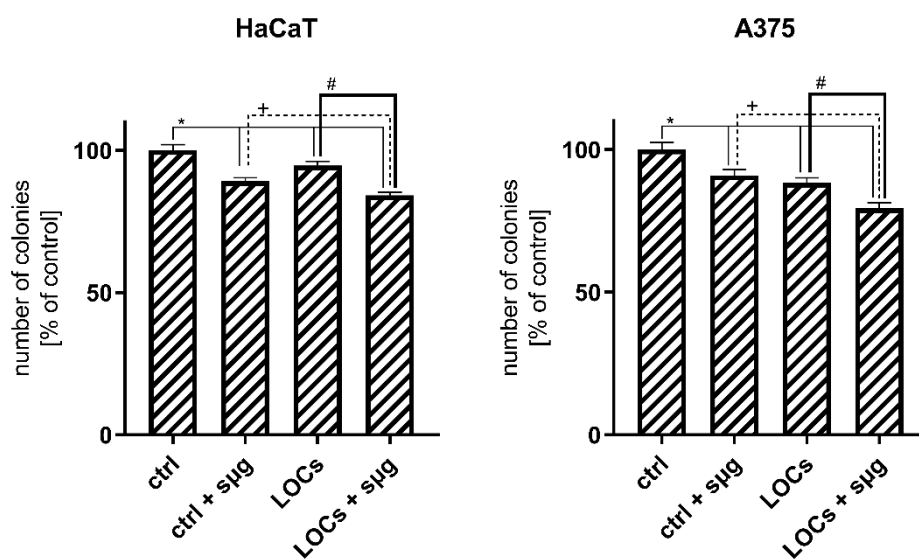 HaCaT
number of colonies
[% of control]
100
50
0
*
+
#
ctrl
ctrl + sµg
LOCs
LOCs + sµg
A375
number of colonies
[% of control]
100
50
0
*
+
#
ctrl
ctrl + sµg
LOCs
LOCs + sµg